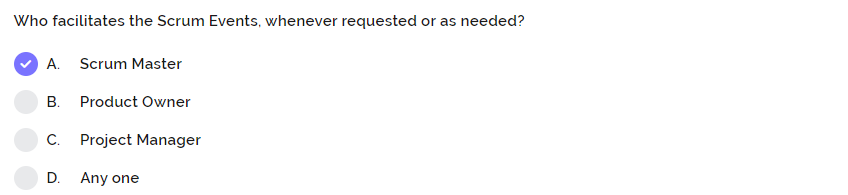 Who facilitates the Scrum Events, whenever requested or as needed?
A. Scrum Master
B. Product Owner
C. Project Manager
D. Any one